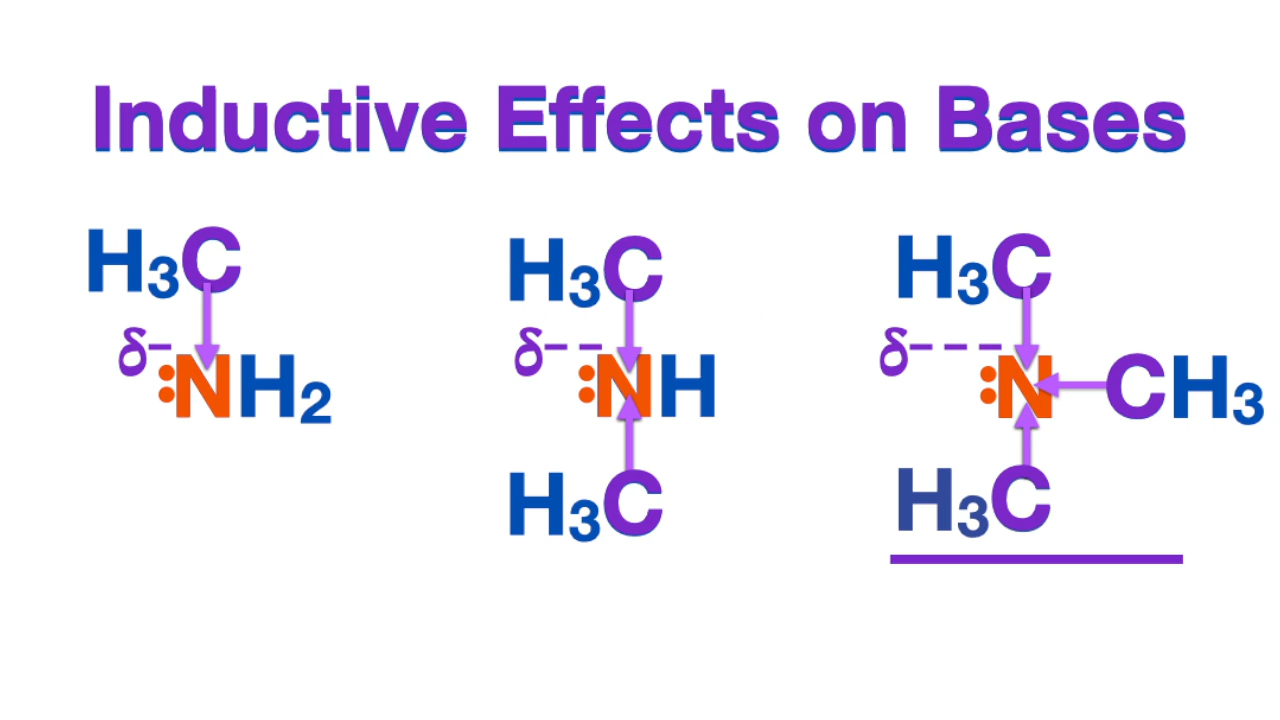 Inductive Effects on Bases
H₃C
δ- :NH₂
H₃C
δ-- :NH
H₃C
H₃C
δ--- :N CH₃
H₃C